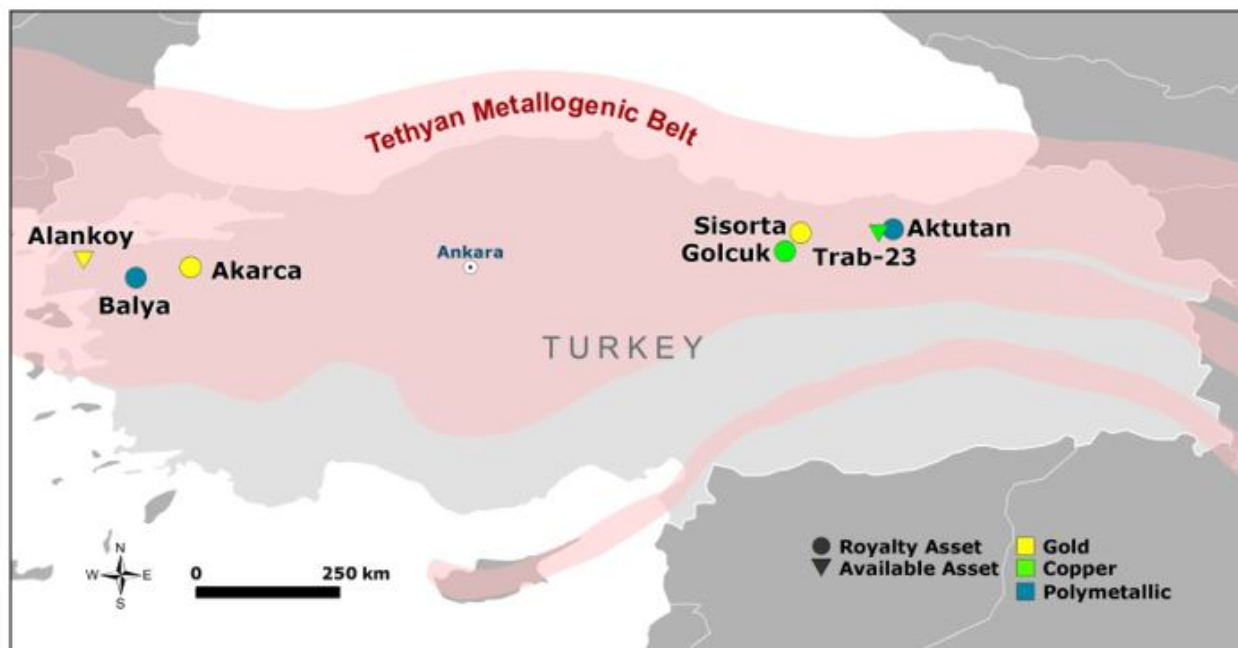 Tethyan Metallogenic Belt
Alankoy
Balya
Akarca
Ankara
Sisorta
Golcuk
Trab-23
Aktutan
TURKEY
N
W E
S
0 250 km
Royalty Asset
Available Asset
Gold
Copper
Polymetallic